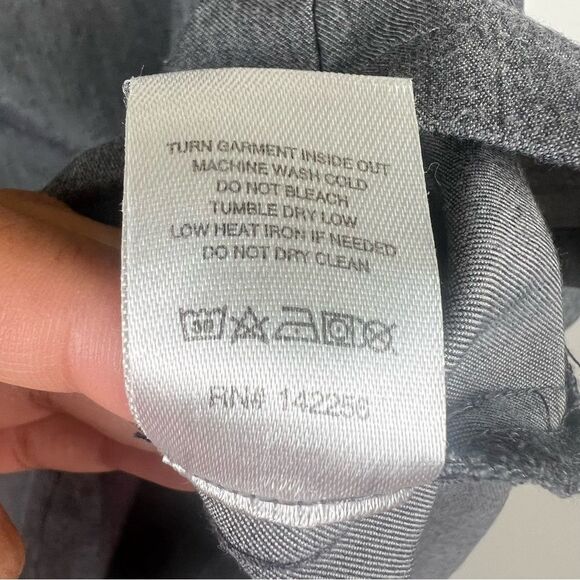 TURN GARMENT INSIDE OUT
MACHINE WASH COLD
DO NOT BLEACH
TUMBLE DRY LOW
LOW HEAT IRON IF NEEDED
DO NOT DRY CLEAN
30
RN# 142256